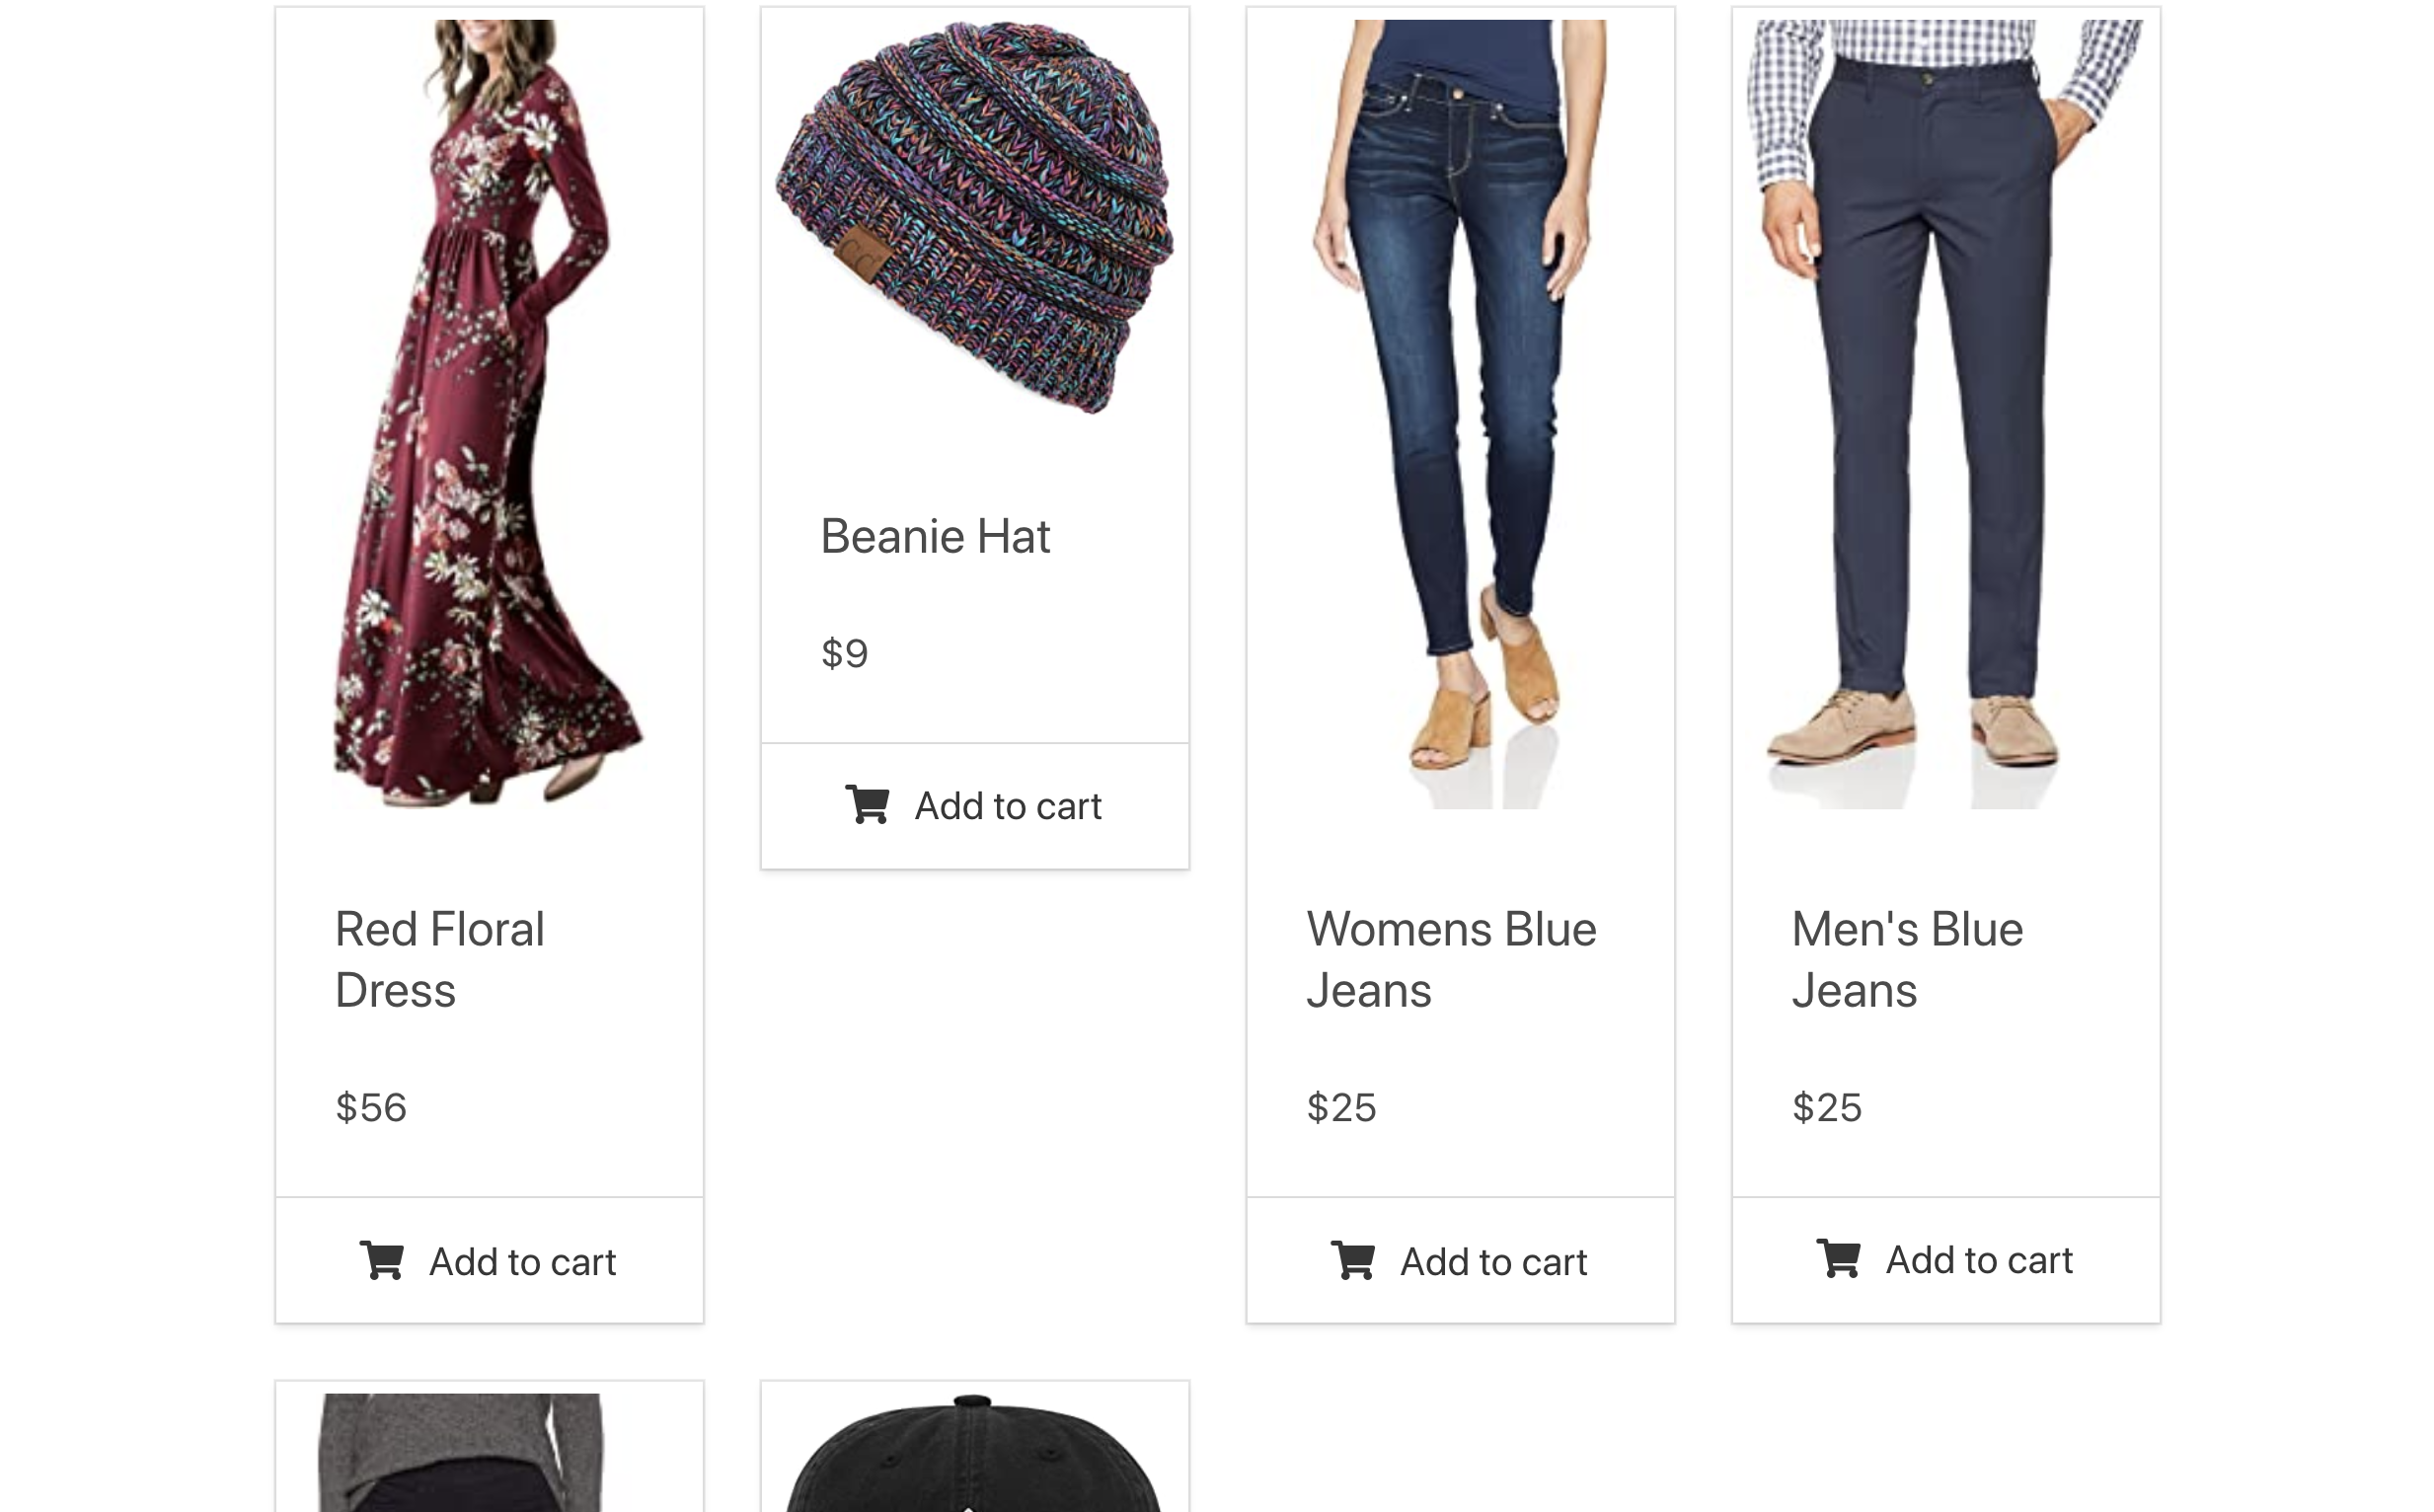 Beanie Hat
$9
Add to cart
Red Floral
Dress
$56
Add to cart
Womens Blue
Jeans
$25
Add to cart
Men's Blue
Jeans
$25
Add to cart